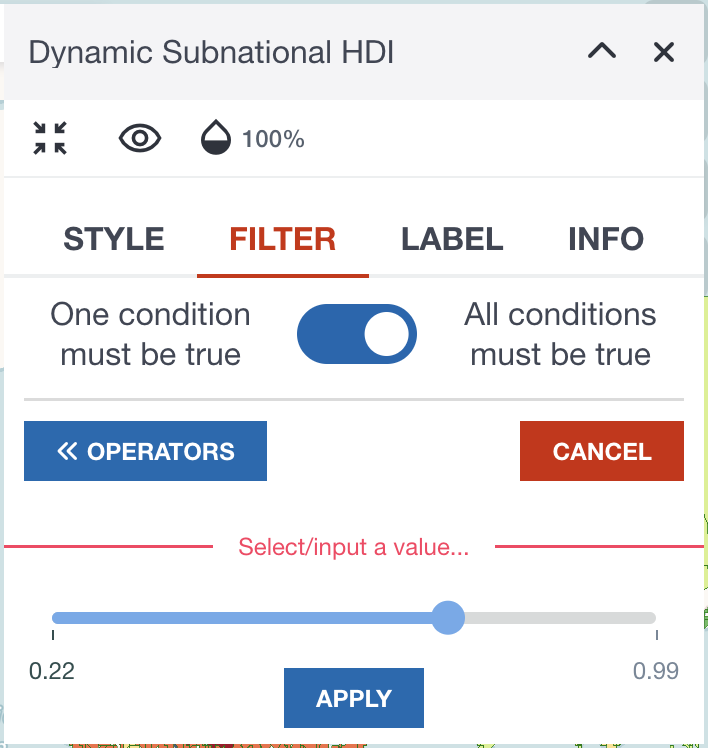 Dynamic Subnational HDI
100%
STYLE FILTER LABEL INFO
One condition
must be true
All conditions
must be true
OPERATORS CANCEL
Select/input a value...
0.22 0.99
APPLY